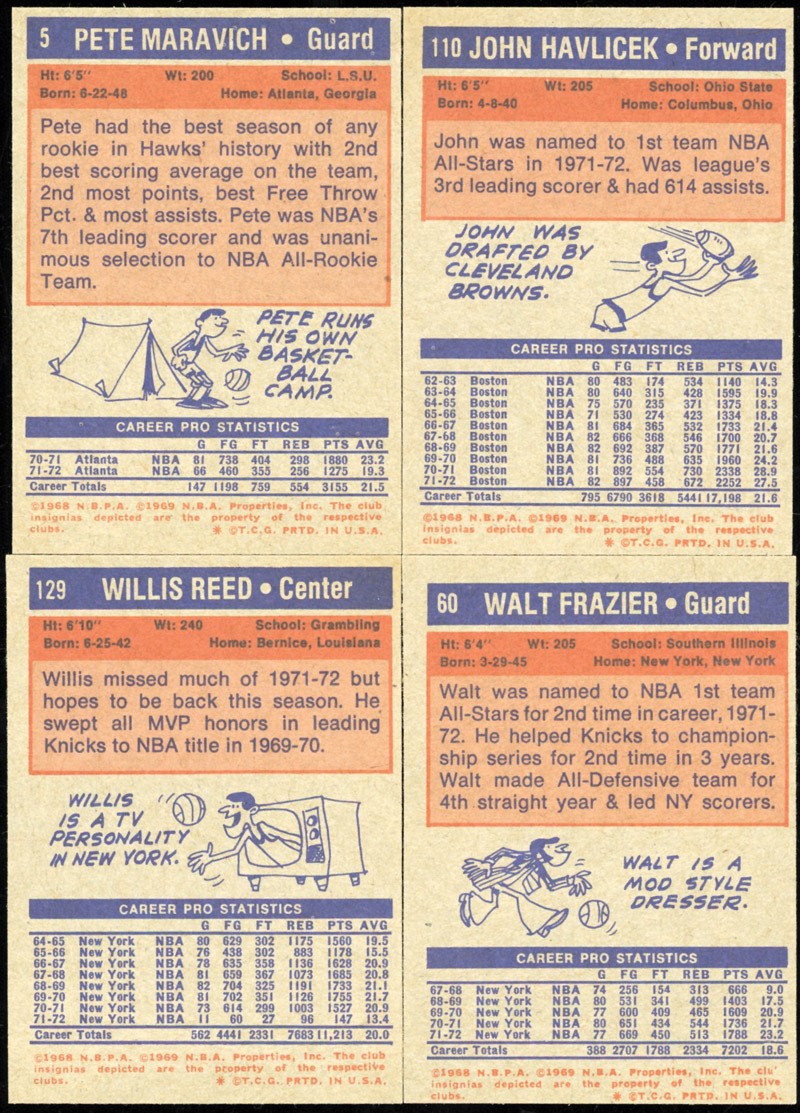 5 PETE MARAVICH • Guard
Ht: 6'5" Wt: 200 School: L.S.U.
Born: 6-22-48 Home: Atlanta, Georgia
Pete had the best season of any
rookie in Hawks' history with 2nd
best scoring average on the team,
2nd most points, best Free Throw
Pct. & most assists. Pete was NBA's
7th leading scorer and was unani-
mous selection to NBA All-Rookie
Team.
PETE RUNS
HIS OWN
BASKET-
BALL
CAMP.
CAREER PRO STATISTICS
G FG FT REB PTS AVG
70-71 Atlanta NBA 81 738 404 298 1880 23.2
71-72 Atlanta NBA 66 460 355 256 1275 19.3
Career Totals 147 1198 759 554 3155 21.5
©1968 N.B.P.A. ©1969 N.B.A. Properties, Inc. The club
insignias depicted are the property of the respective
clubs. * ©T.C.G. PRTD. IN U.S.A.
110 JOHN HAVLICEK • Forward
Ht: 6'5" Wt: 205 School: Ohio State
Born: 4-8-40 Home: Columbus, Ohio
John was named to 1st team NBA
All-Stars in 1971-72. Was league's
3rd leading scorer & had 614 assists.
JOHN WAS
DRAFTED BY
CLEVELAND
BROWNS.
CAREER PRO STATISTICS
G FG FT REB PTS AVG
62-63 Boston NBA 80 483 174 534 1140 14.3
63-64 Boston NBA 80 640 315 428 1595 19.9
64-65 Boston NBA 75 570 235 371 1375 18.3
65-66 Boston NBA 71 530 274 423 1334 18.8
66-67 Boston NBA 81 684 365 532 1733 21.4
67-68 Boston NBA 82 666 368 546 1700 20.7
68-69 Boston NBA 82 692 387 570 1771 21.6
69-70 Boston NBA 81 736 488 635 1960 24.2
70-71 Boston NBA 81 892 554 730 2338 28.9
71-72 Boston NBA 82 897 458 672 2252 27.5
Career Totals 795 6790 3618 5441 17,198 21.6
©1968 N.B.P.A. ©1969 N.B.A. Properties, Inc. The club
insignias depicted are the property of the respective
clubs. * ©T.C.G. PRTD. IN U.S.A.
129 WILLIS REED • Center
Ht: 6'10" Wt: 240 School: Grambling
Born: 6-25-42 Home: Bernice, Louisiana
Willis missed much of 1971-72 but
hopes to be back this season. He
swept all MVP honors in leading
Knicks to NBA title in 1969-70.
WILLIS
IS A TV
PERSONALITY
IN NEW YORK.
CAREER PRO STATISTICS
G FG FT REB PTS AVG
64-65 New York NBA 80 629 302 1175 1560 19.5
65-66 New York NBA 76 438 302 883 1178 15.5
66-67 New York NBA 78 635 358 1136 1628 20.9
67-68 New York NBA 81 659 367 1073 1685 20.8
68-69 New York NBA 82 704 325 1191 1733 21.1
69-70 New York NBA 81 702 351 1126 1755 21.7
70-71 New York NBA 73 614 299 1003 1527 20.9
71-72 New York NBA 11 60 27 96 147 13.4
Career Totals 562 4441 2331 7683 11,213 20.0
©1968 N.B.P.A. ©1969 N.B.A. Properties, Inc. The club
insignias depicted are the property of the respective
clubs. * ©T.C.G. PRTD. IN U.S.A.
60 WALT FRAZIER • Guard
Ht: 6'4" Wt: 205 School: Southern Illinois
Born: 3-29-45 Home: New York, New York
Walt was named to NBA 1st team
All-Stars for 2nd time in career, 1971-
72. He helped Knicks to champion-
ship series for 2nd time in 3 years.
Walt made All-Defensive team for
4th straight year & led NY scorers.
WALT IS A
MOD STYLE
DRESSER.
CAREER PRO STATISTICS
G FG FT REB PTS AVG
67-68 New York NBA 74 256 154 313 666 9.0
68-69 New York NBA 80 531 341 499 1403 17.5
69-70 New York NBA 77 600 409 465 1609 20.9
70-71 New York NBA 80 651 434 544 1736 21.7
71-72 New York NBA 77 669 450 513 1788 23.2
Career Totals 388 2707 1788 2334 7202 18.6
©1968 N.B.P.A. ©1969 N.B.A. Properties, Inc. The clu
insignias depicted are the property of the respective
clubs. * ©T.C.G. PRTD. IN U.S.A.